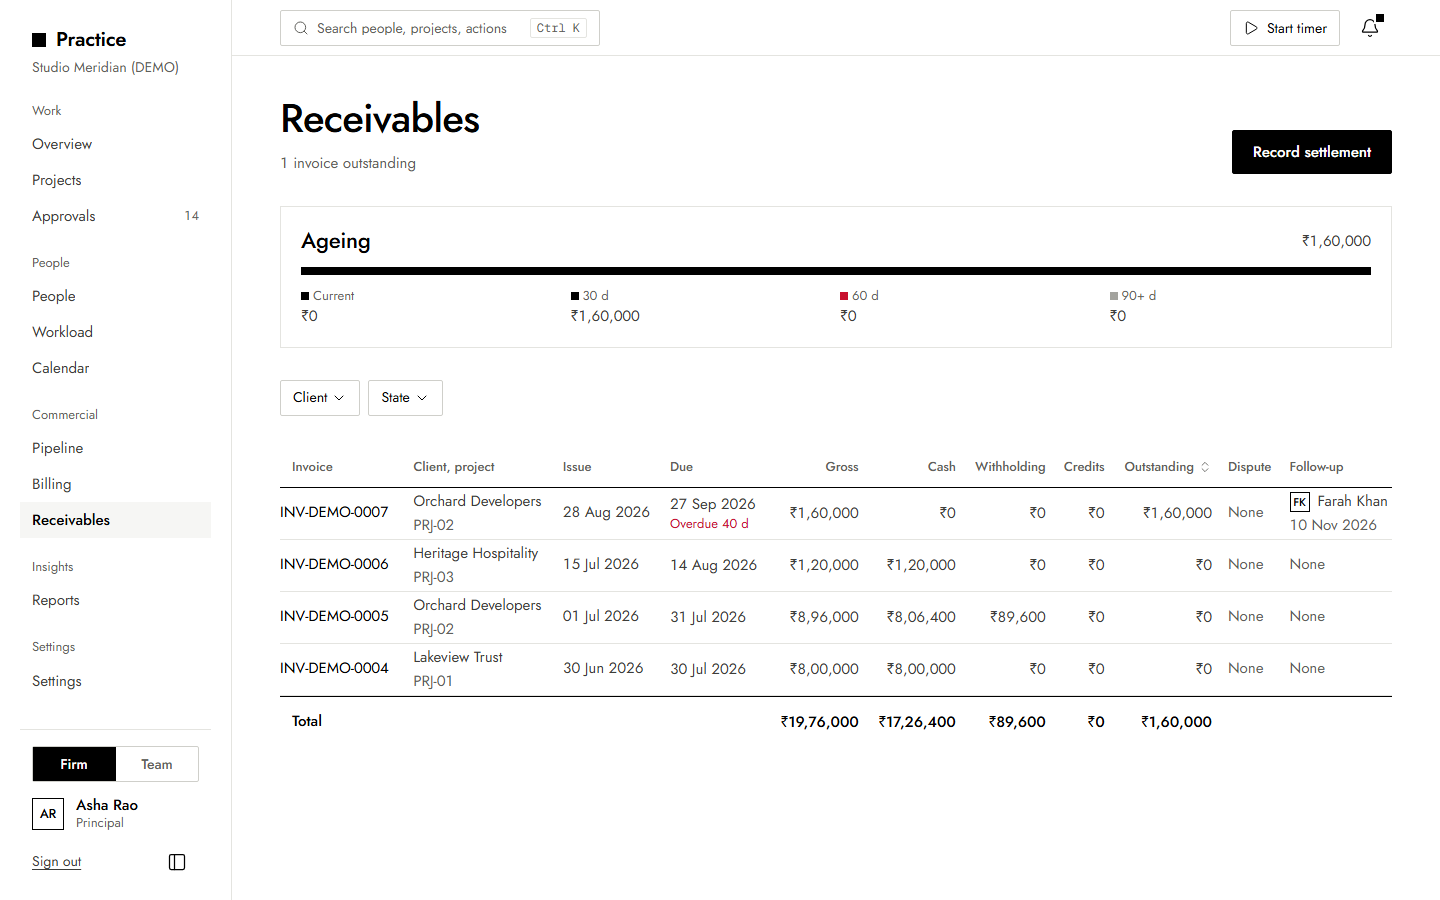 Practice
Studio Meridian (DEMO)
Work
Overview
Projects
Approvals 14
People
People
Workload
Calendar
Commercial
Pipeline
Billing
Receivables
Insights
Reports
Settings
Settings
Firm Team
AR Asha Rao
Principal
Sign out
Search people, projects, actions Ctrl K
Start timer
Receivables
1 invoice outstanding
Record settlement
Ageing ₹1,60,000
Current 30 d 60 d 90+ d
₹0 ₹1,60,000 ₹0 ₹0
Client State
Invoice Client, project Issue Due Gross Cash Withholding Credits Outstanding Dispute Follow-up
INV-DEMO-0007 Orchard Developers 28 Aug 2026 27 Sep 2026 ₹1,60,000 ₹0 ₹0 ₹0 ₹1,60,000 None FK Farah Khan
PRJ-02 Overdue 40 d 10 Nov 2026
INV-DEMO-0006 Heritage Hospitality 15 Jul 2026 14 Aug 2026 ₹1,20,000 ₹1,20,000 ₹0 ₹0 ₹0 None None
PRJ-03
INV-DEMO-0005 Orchard Developers 01 Jul 2026 31 Jul 2026 ₹8,96,000 ₹8,06,400 ₹89,600 ₹0 ₹0 None None
PRJ-02
INV-DEMO-0004 Lakeview Trust 30 Jun 2026 30 Jul 2026 ₹8,00,000 ₹8,00,000 ₹0 ₹0 ₹0 None None
PRJ-01
Total ₹19,76,000 ₹17,26,400 ₹89,600 ₹0 ₹1,60,000